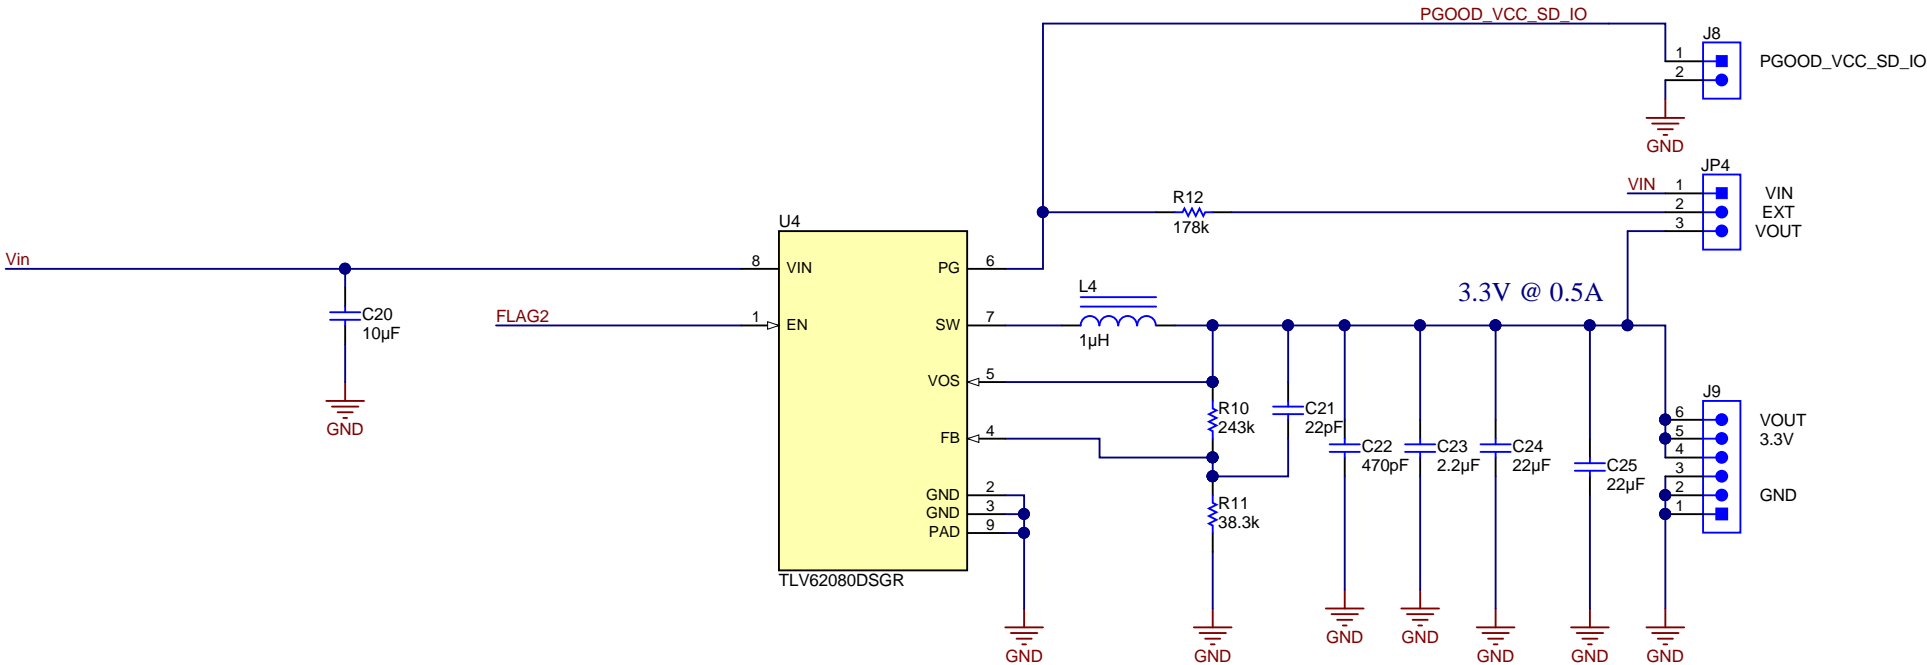 PGOOD_VCC_SD_IO
J8
1
PGOOD_VCC_SD_IO
2
GND
JP4
VIN
1
VIN
2
EXT
3
VOUT
R12
178k
U4
Vin
8
VIN
PG
6
C20
10µF
GND
FLAG2
1
EN
SW
7
L4
1µH
3.3V @ 0.5A
VOS
5
FB
4
R10
243k
C21
22pF
C22
470pF
C23
2.2µF
C24
22µF
C25
22µF
R11
38.3k
J9
6
VOUT
5
3.3V
4
3
2
GND
1
GND
2
GND
3
PAD
9
TLV62080DSGR
GND
GND
GND
GND
GND
GND
GND